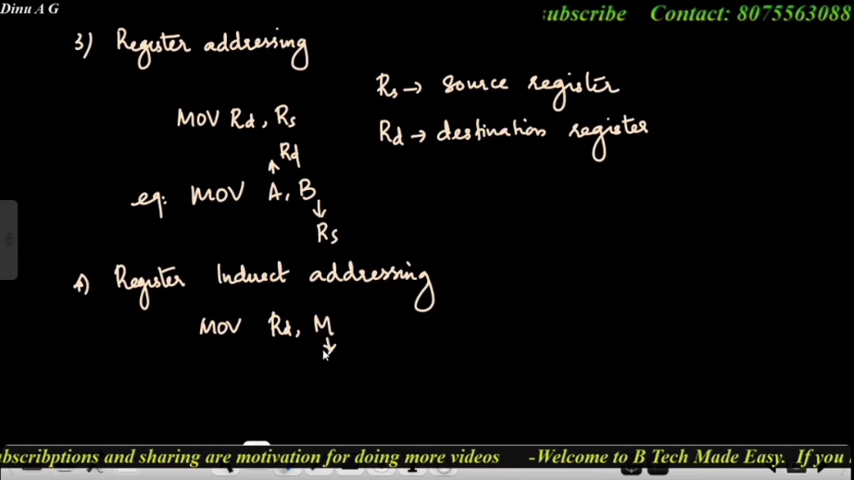 Dinu A G
subscribe Contact: 8075563088
3) Register addressing
Rs → source register
MOV Rd, Rs
Rd → destination register
↑ Rd
eg: MOV A, B
↓
Rs
4) Register Indirect addressing
MOV Rd, M
↓
bscribptions and sharing are motivation for doing more videos -Welcome to B Tech Made Easy. If you